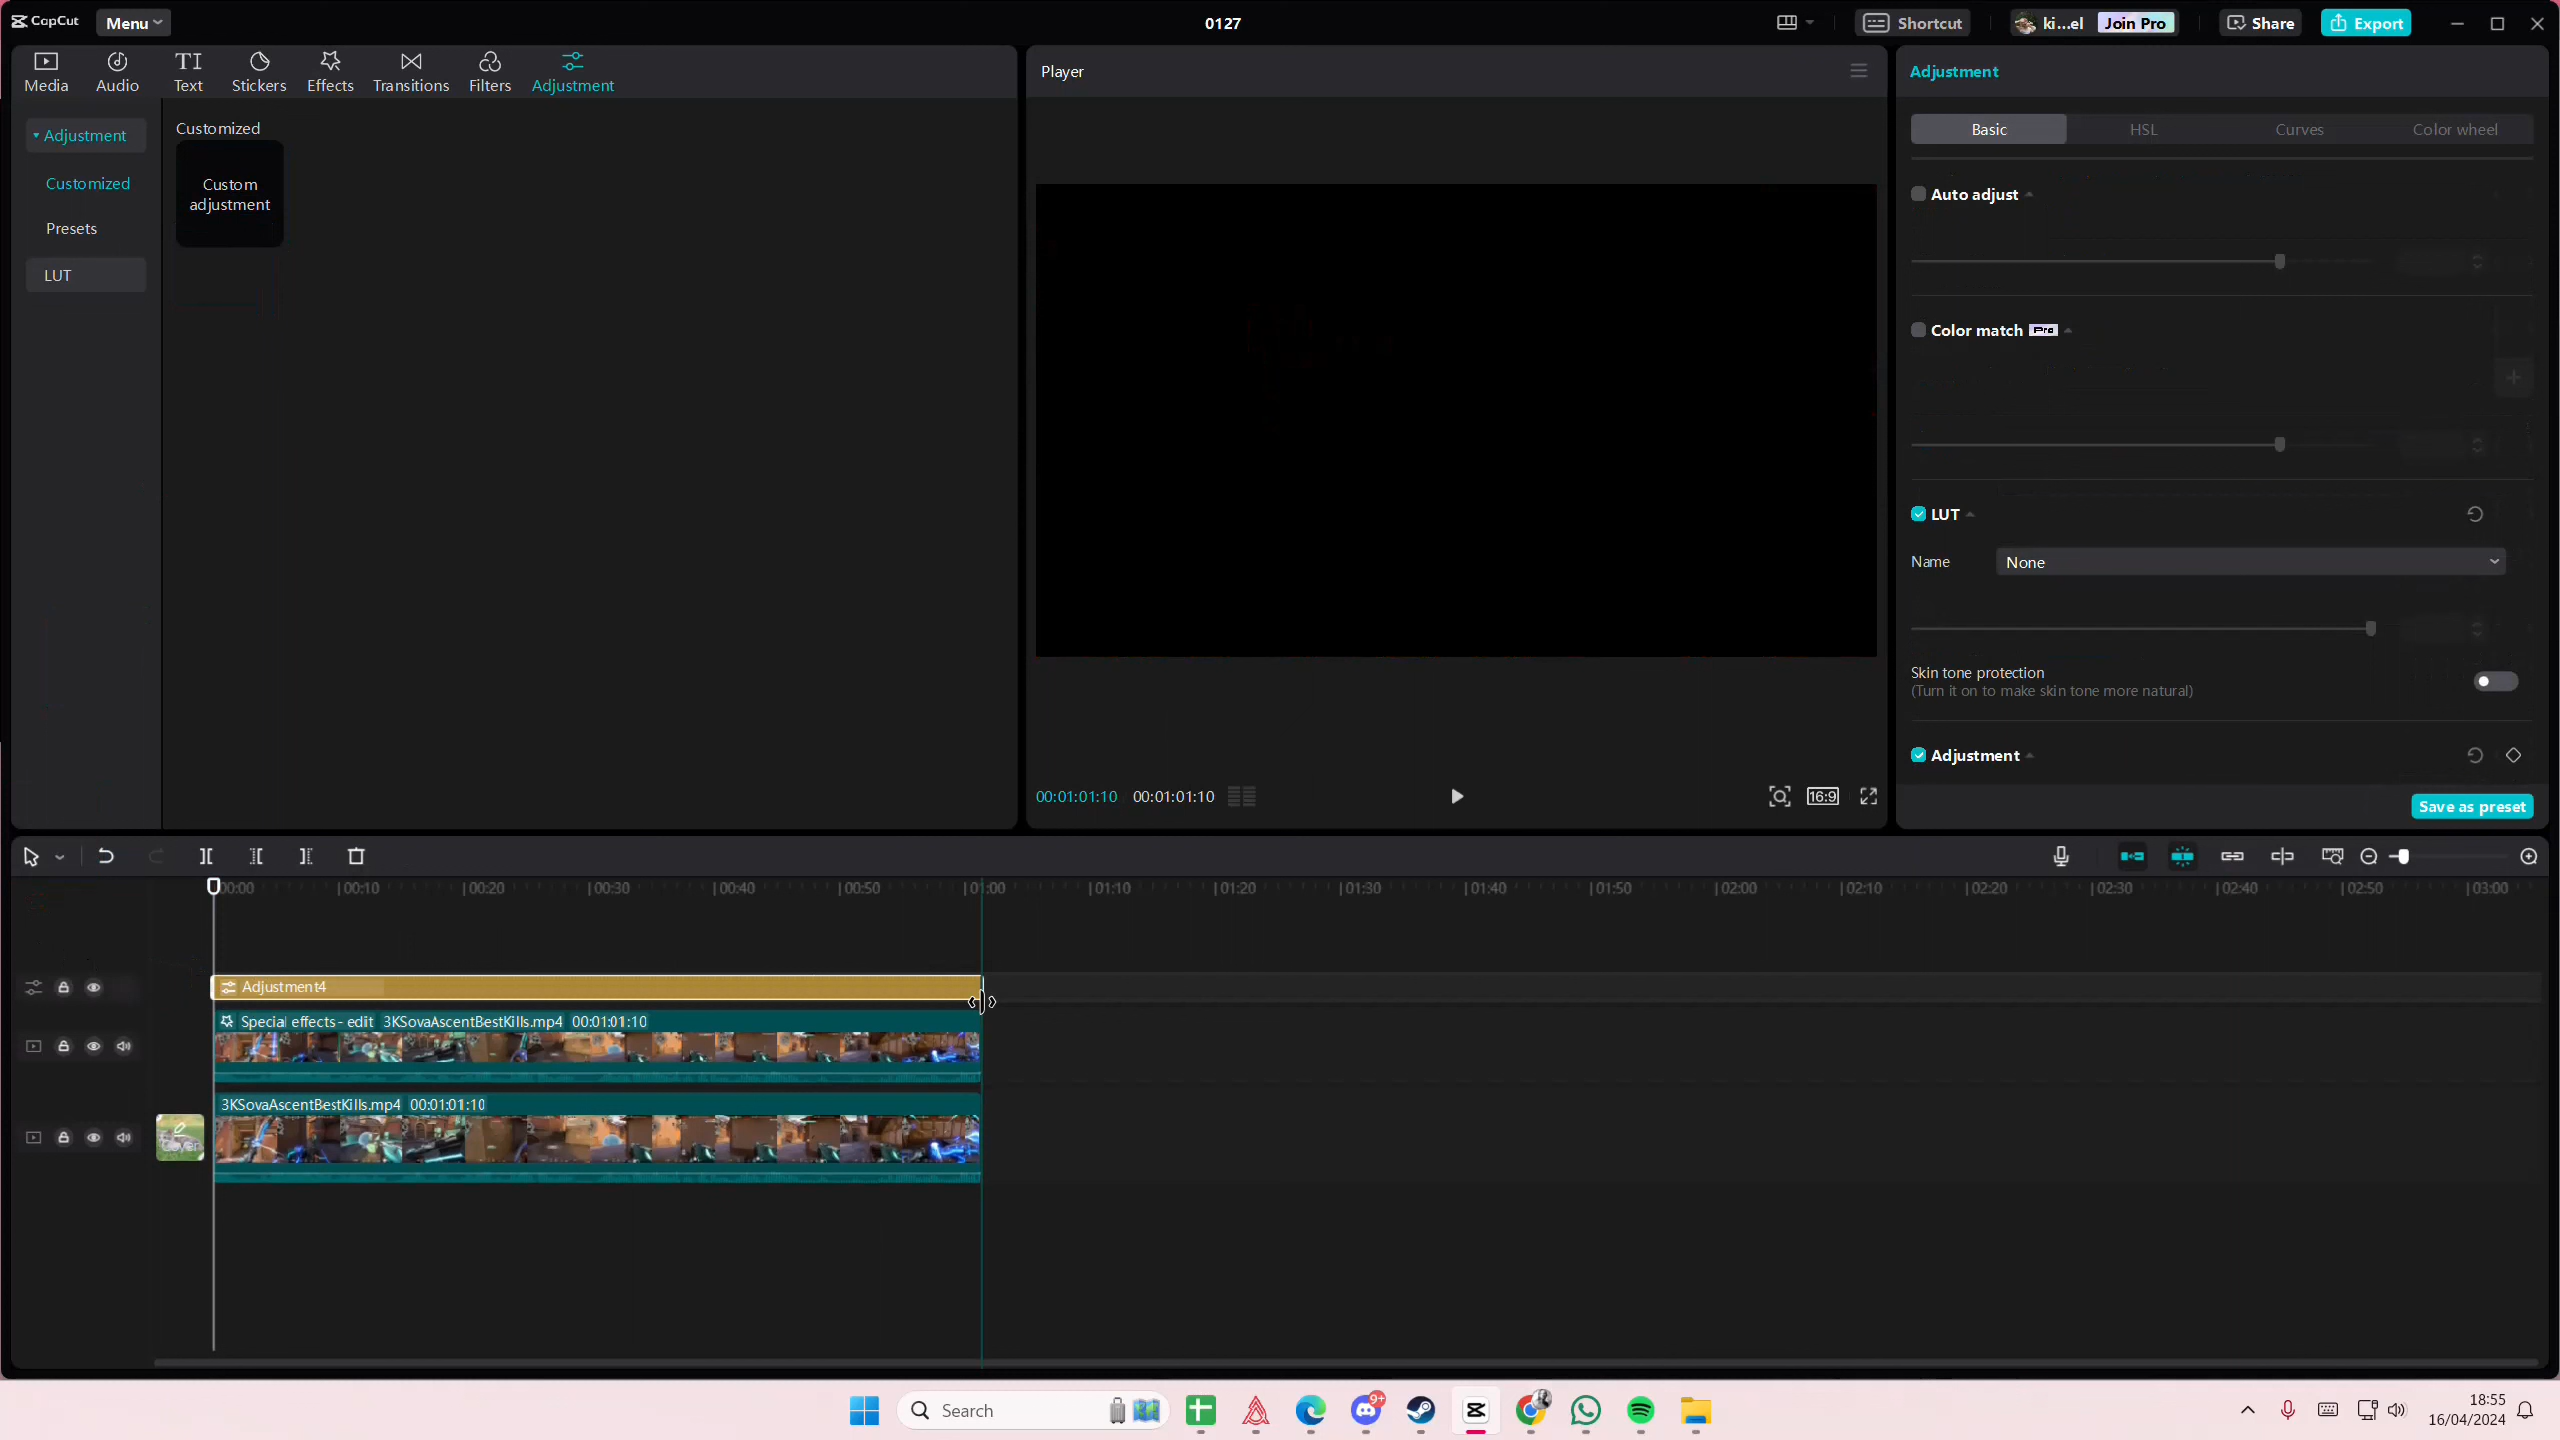 CapCut
Menu
0127
Shortcut
ki...el
Join Pro
Share
Export
Media
Audio
Text
Stickers
Effects
Transitions
Filters
Adjustment
Player
Adjustment
Adjustment
Customized
Presets
LUT
Customized
Custom
adjustment
Basic
HSL
Curves
Color wheel
Auto adjust
Color match Pro
LUT
Name
None
Skin tone protection
(Turn it on to make skin tone more natural)
Adjustment
Save as preset
00:01:01:10
00:01:01:10
16:9
00:00
00:10
00:20
00:30
00:40
00:50
01:00
01:10
01:20
01:30
01:40
01:50
02:00
02:10
02:20
02:30
02:40
02:50
03:00
Adjustment4
Special effects - edit 3KSovaAscentBestKills.mp4 00:01:01:10
3KSovaAscentBestKills.mp4 00:01:01:10
Cover
Search
9+
18:55
16/04/2024